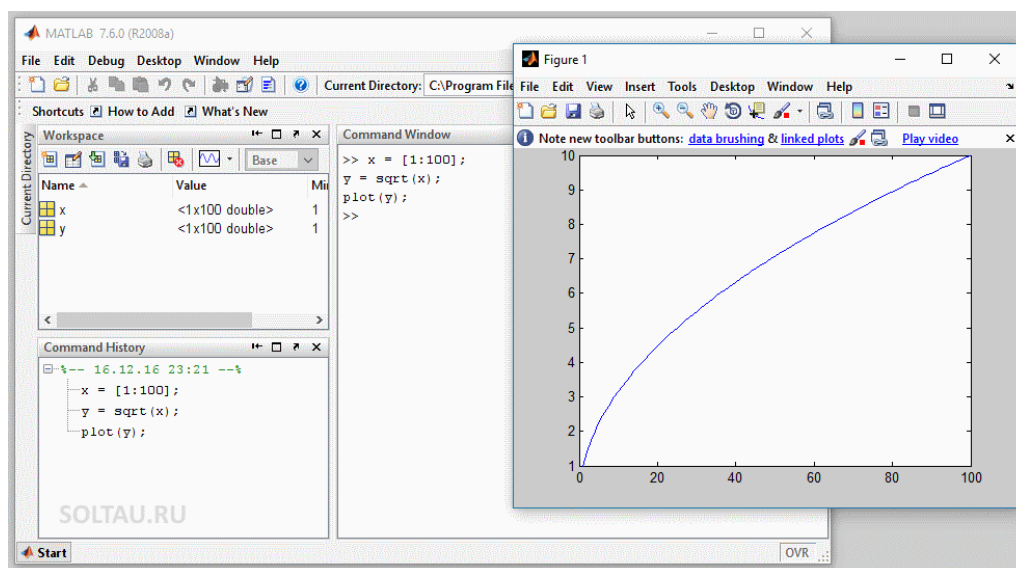 MATLAB 7.6.0 (R2008a)
File Edit Debug Desktop Window Help
Current Directory: C:\Program File
Shortcuts How to Add What's New
Current Directory
Workspace
Base
Name Value Mi
x <1x100 double> 1
y <1x100 double> 1
Command History
%-- 16.12.16 23:21 --%
x = [1:100];
y = sqrt(x);
plot(y);
SOLTAU.RU
Start
Command Window
>> x = [1:100];
y = sqrt(x);
plot(y);
>>
OVR
Figure 1
File Edit View Insert Tools Desktop Window Help
Note new toolbar buttons: data brushing & linked plots Play video
10
9
8
7
6
5
4
3
2
1
0 20 40 60 80 100